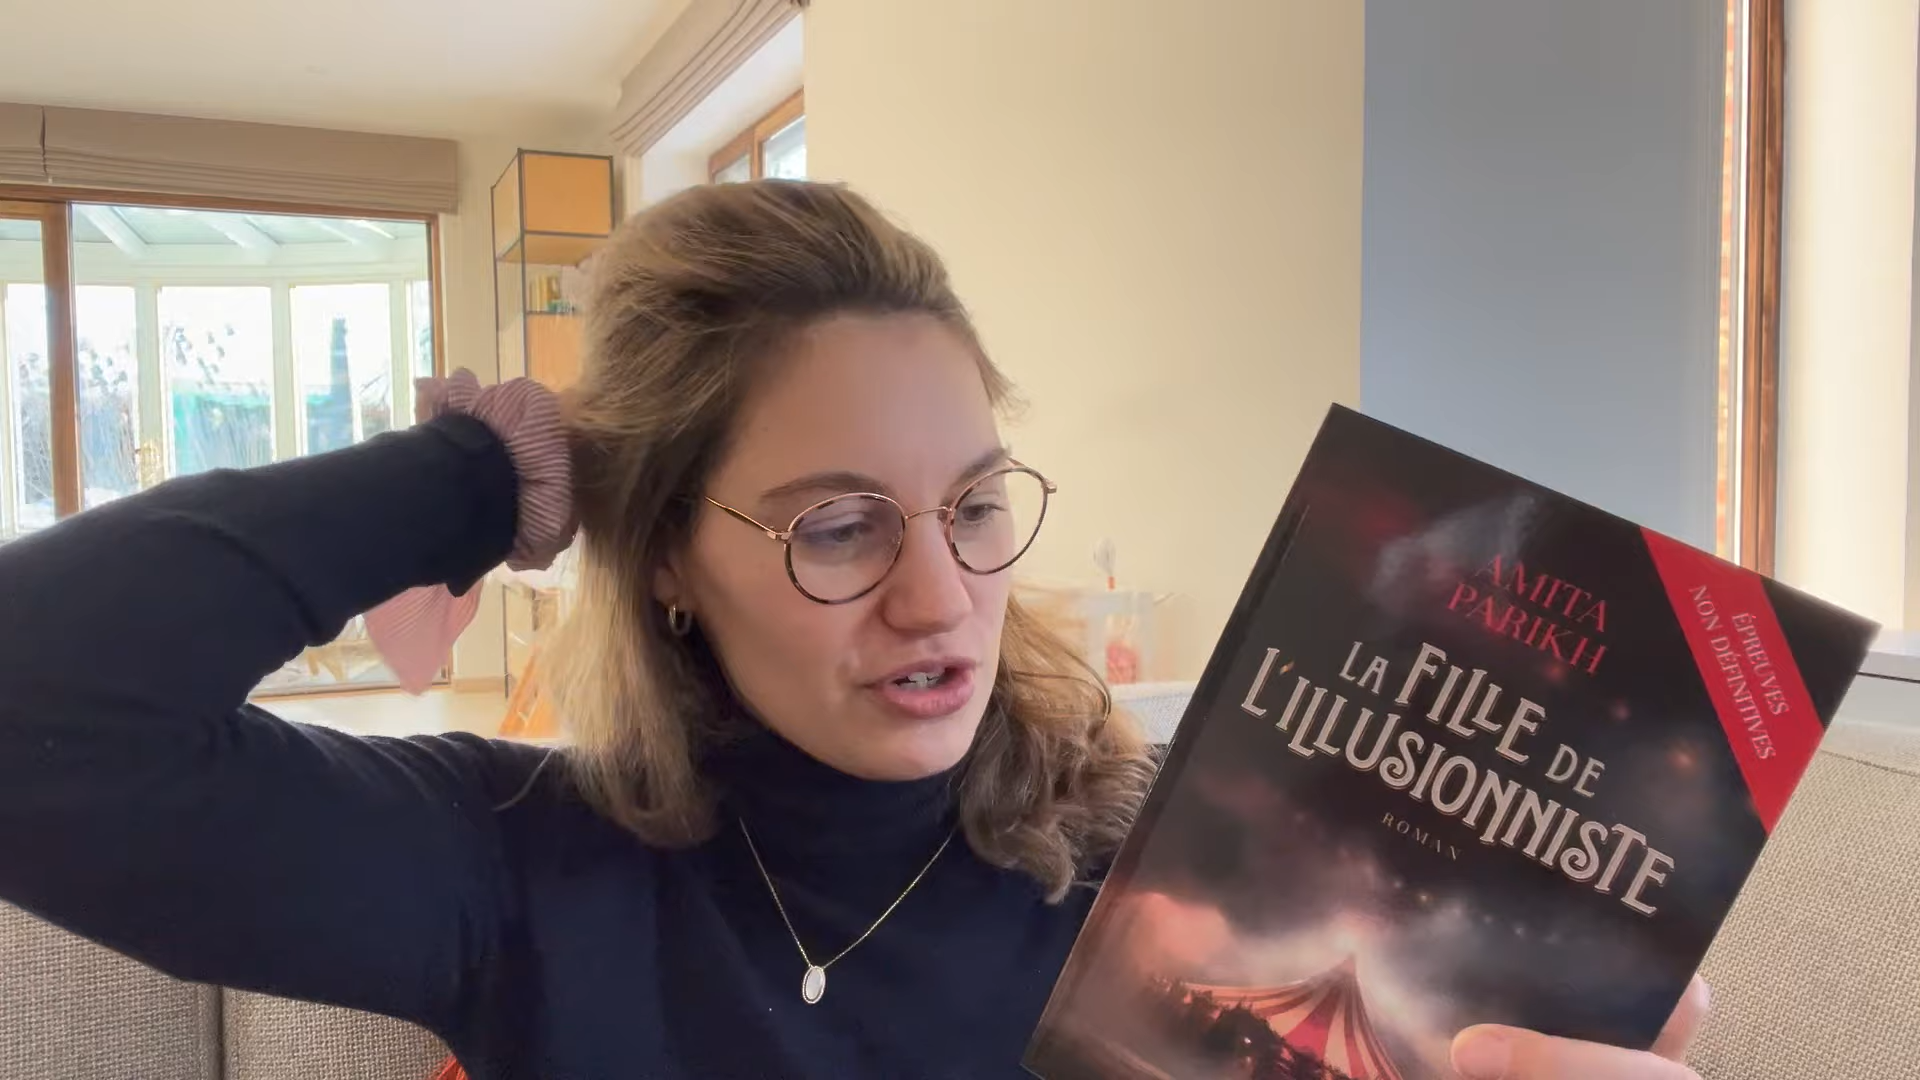 AMITA
PARIKH
LA FILLE DE
L'ILLUSIONNISTE
ROMAN
ÉPREUVES
NON DÉFINITIVES